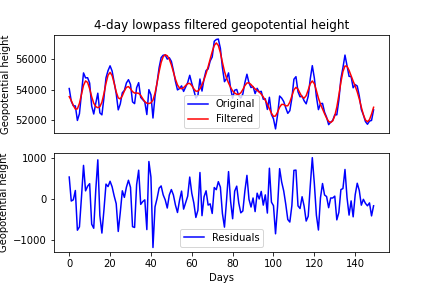 4-day lowpass filtered geopotential height
Geopotential height
56000
54000
52000
Original
Filtered
Geopotential height
1000
0
−1000
Residuals
0 20 40 60 80 100 120 140
Days